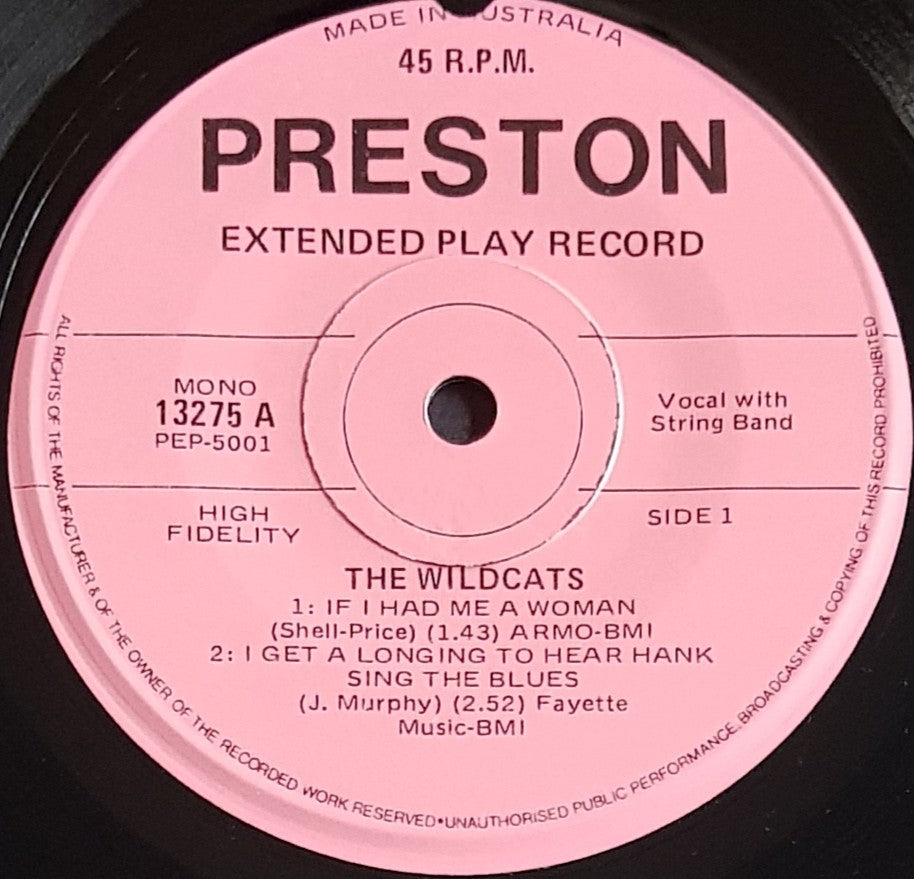 MADE IN AUSTRALIA
45 R.P.M.
PRESTON
EXTENDED PLAY RECORD
MONO
13275 A
PEP-5001
Vocal with
String Band
HIGH
FIDELITY
SIDE 1
THE WILDCATS
1: IF I HAD ME A WOMAN
(Shell-Price) (1.43) ARMO-BMI
2: I GET A LONGING TO HEAR HANK
SING THE BLUES
(J. Murphy) (2.52) Fayette
Music-BMI
ALL RIGHTS OF THE MANUFACTURER & OF THE OWNER OF THE RECORDED WORK RESERVED•UNAUTHORISED PUBLIC PERFORMANCE, BROADCASTING & COPYING OF THIS RECORD PROHIBITED